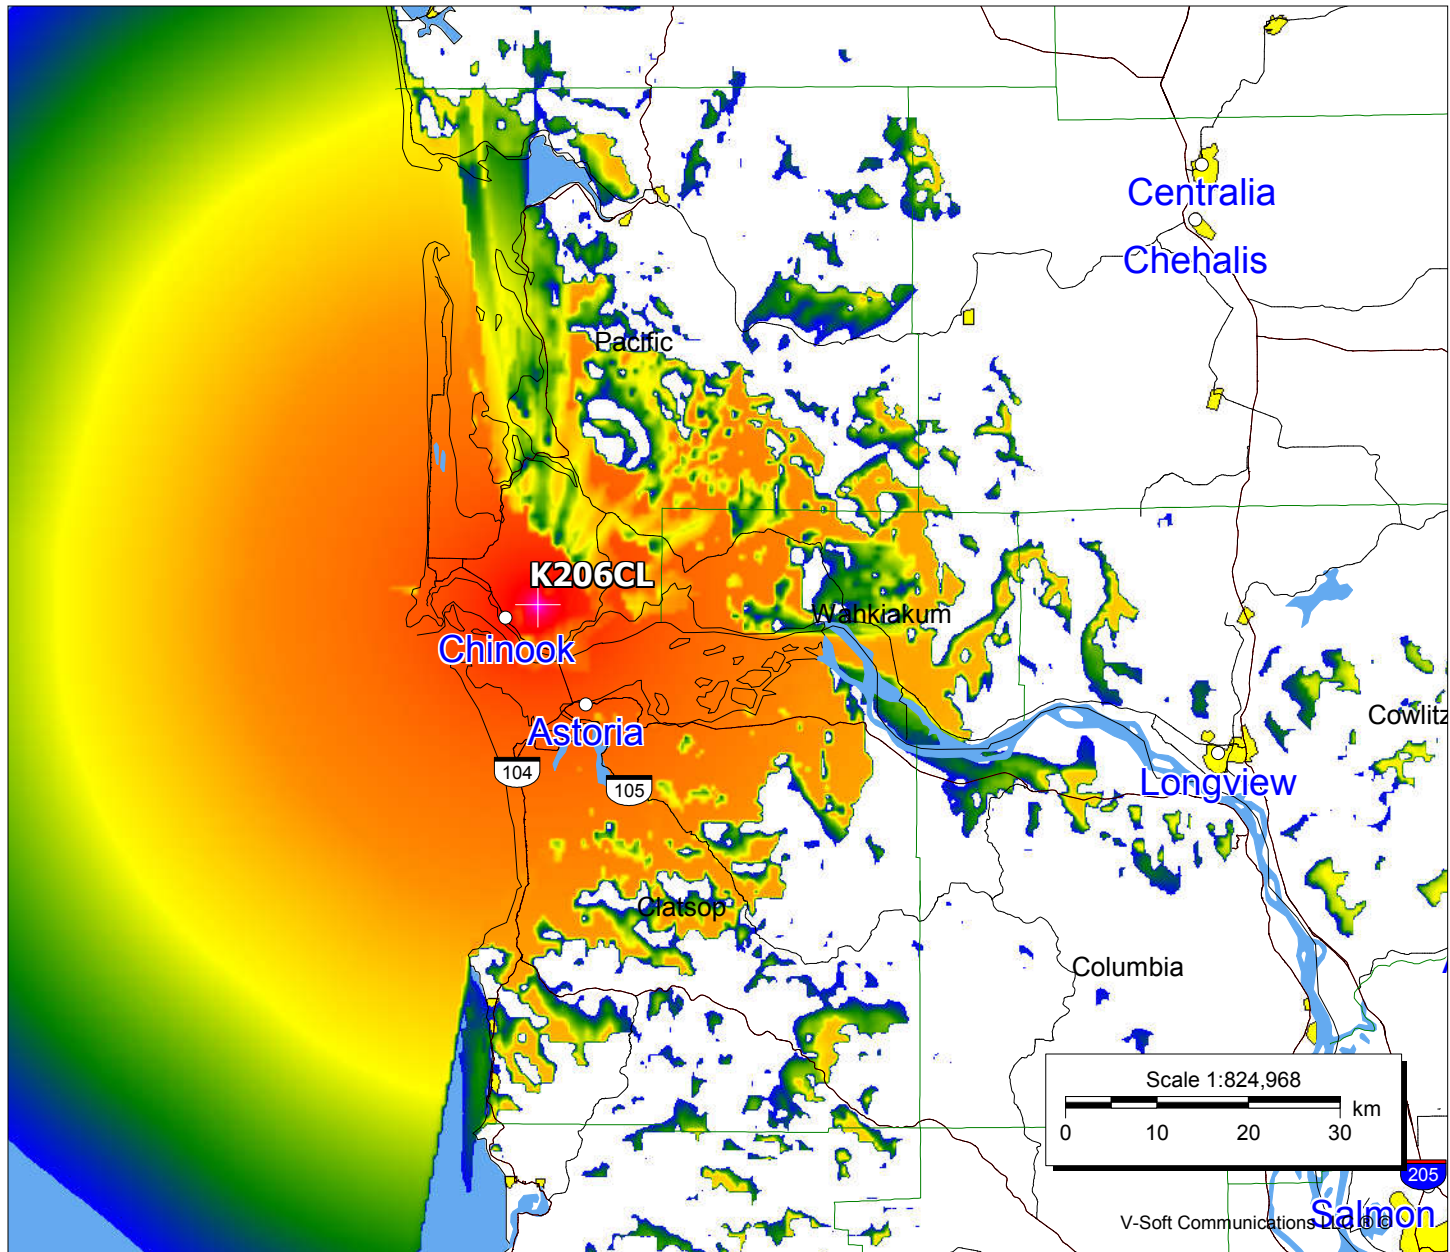 Centralia
Chehalis
Pacific
K206CL
Wahkiakum
Chinook
Cowlitz
Astoria
104
105
Longview
Clatsop
Columbia
Scale 1:824,968
km
0 10 20 30
205
V-Soft Communications LLC ® ©
Salmon